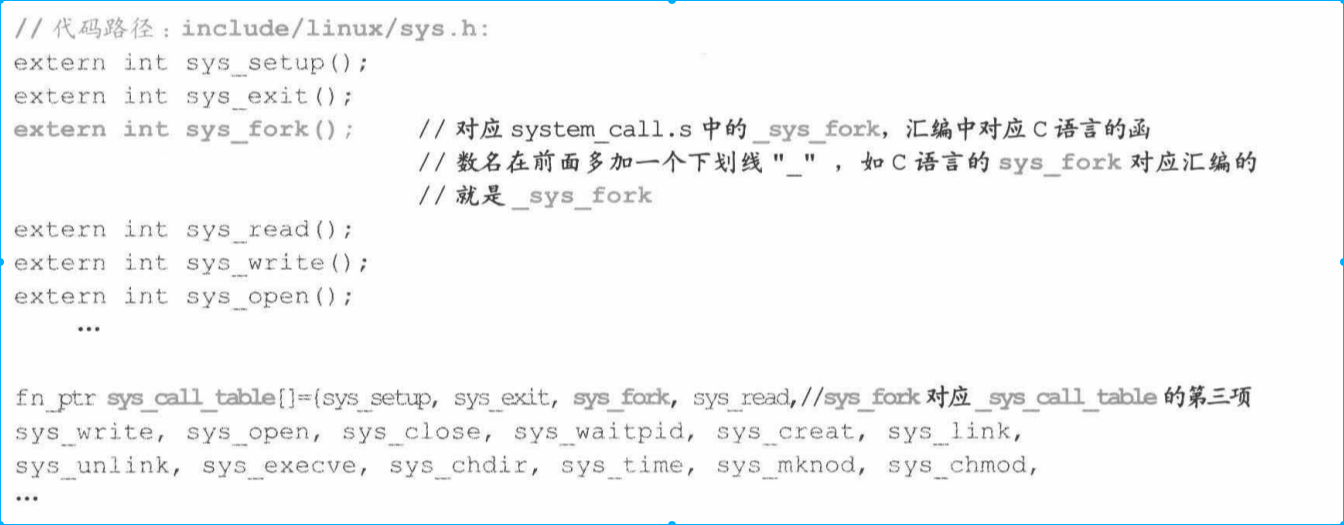 // 代码路径：include/linux/sys.h:
extern int sys_setup();
extern int sys_exit();
extern int sys_fork();    // 对应 system_call.s 中的 _sys_fork，汇编中对应 C 语言的函
// 数名在前面多加一个下划线 "_" ，如 C 语言的 sys_fork 对应汇编的
// 就是 _sys_fork
extern int sys_read();
extern int sys_write();
extern int sys_open();
…
fn_ptr sys_call_table[]={sys_setup, sys_exit, sys_fork, sys_read,//sys_fork 对应 _sys_call_table 的第三项
sys_write, sys_open, sys_close, sys_waitpid, sys_creat, sys_link,
sys_unlink, sys_execve, sys_chdir, sys_time, sys_mknod, sys_chmod,
…